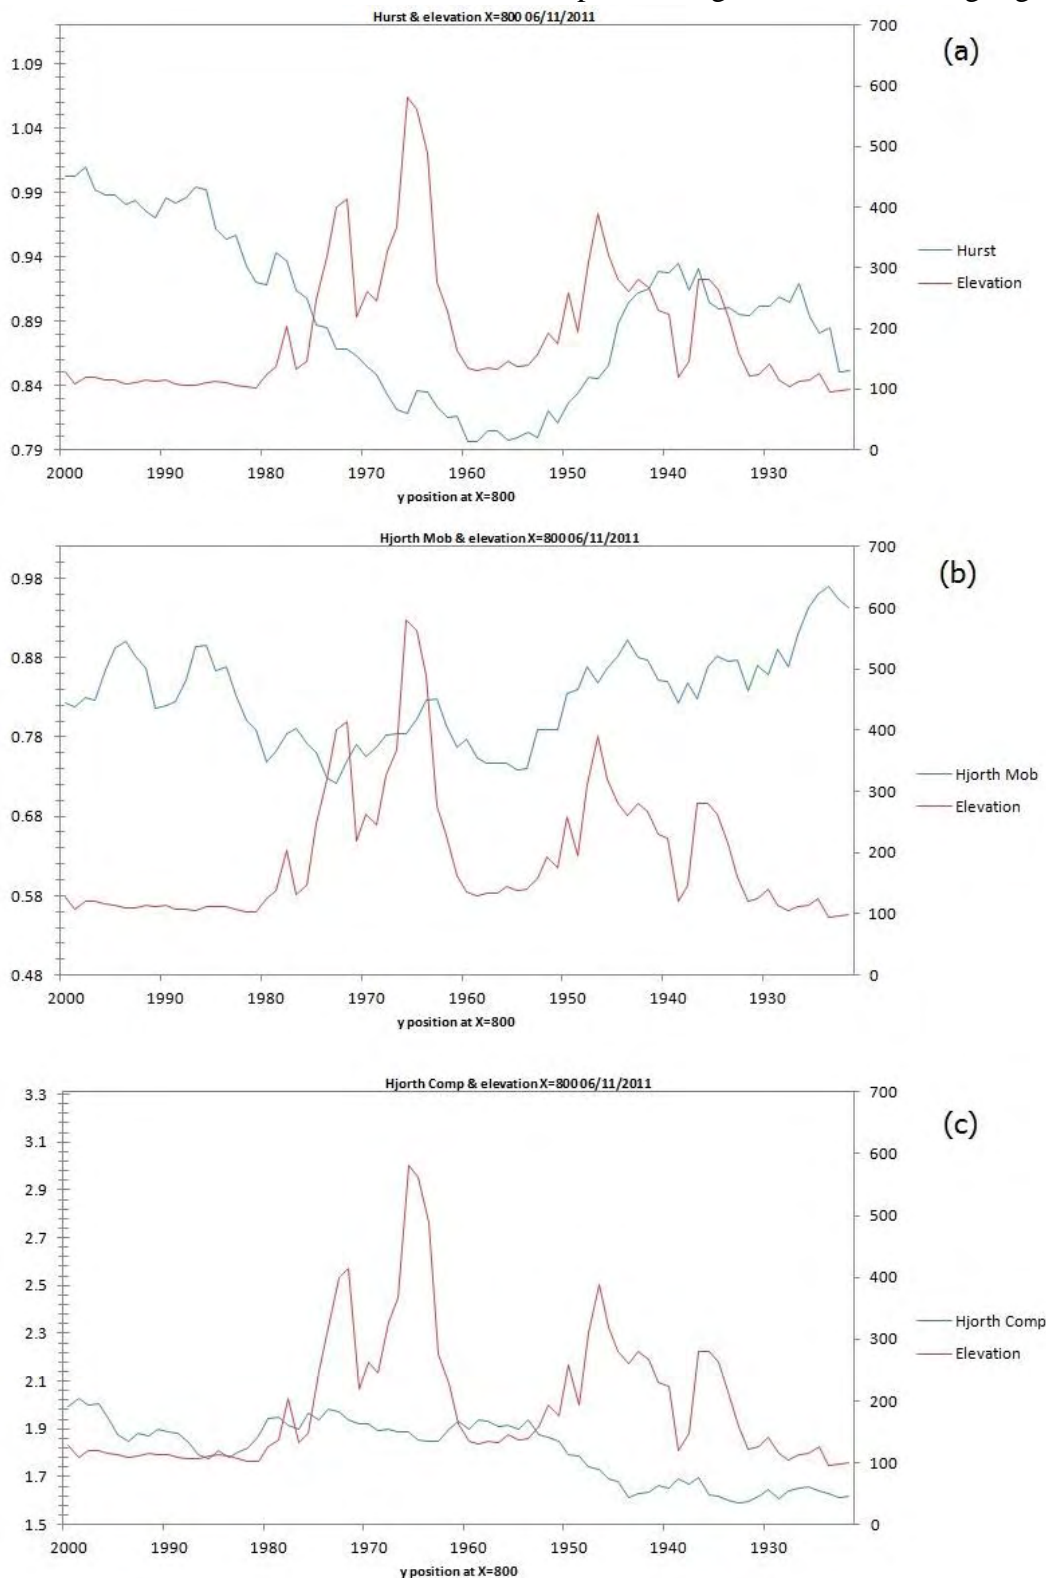 Hurst & elevation X=800 06/11/2011
(a)
700
600
500
400
300
200
100
0
1.09
1.04
0.99
0.94
0.89
0.84
0.79
2000 1990 1980 1970 1960 1950 1940 1930
y position at X=800
Hurst
Elevation
Hjorth Mob & elevation X=800 06/11/2011
(b)
700
600
500
400
300
200
100
0
0.98
0.88
0.78
0.68
0.58
0.48
2000 1990 1980 1970 1960 1950 1940 1930
y position at X=800
Hjorth Mob
Elevation
Hjorth Comp & elevation X=800 06/11/2011
(c)
700
600
500
400
300
200
100
0
3.3
3.1
2.9
2.7
2.5
2.3
2.1
1.9
1.7
1.5
2000 1990 1980 1970 1960 1950 1940 1930
y position at X=800
Hjorth Comp
Elevation